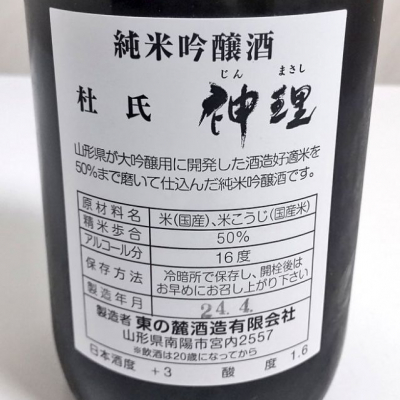 純米吟醸酒
じん まさし
杜氏 神理
山形県が大吟醸用に開発した酒造好適米を
50%まで磨いて仕込んだ純米吟醸酒です。
原材料名 米(国産)、米こうじ(国産米)
精米歩合 50%
アルコール分 16度
保存方法 冷暗所で保存し、開栓後は
お早めにお召し上がり下さい
製造年月 24.4
製造者 東の麓酒造有限会社
山形県南陽市宮内2557
※飲酒は20歳になってから
日本酒度 +3 酸度 1.6